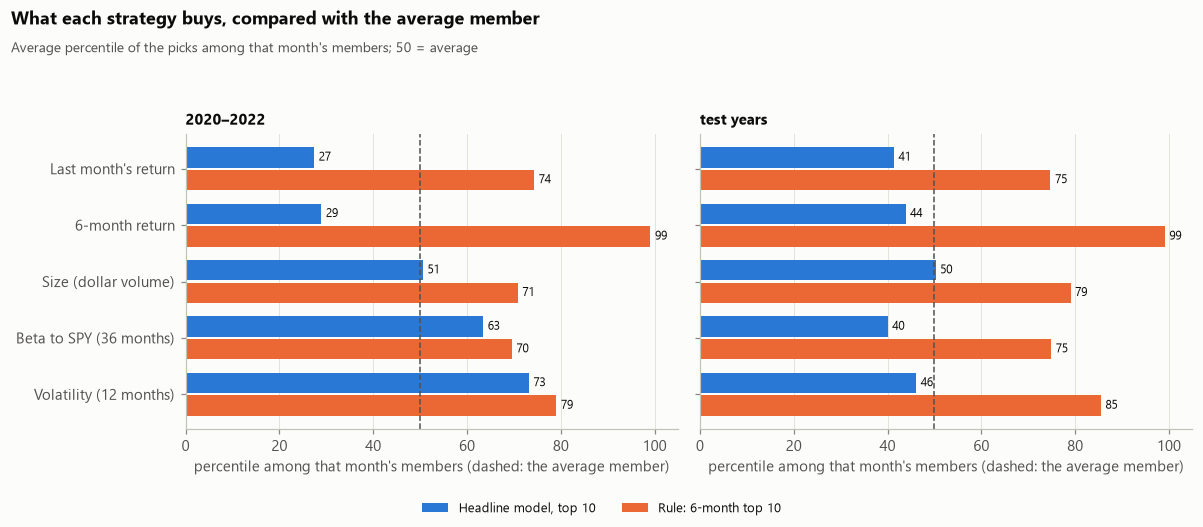 What each strategy buys, compared with the average member
Average percentile of the picks among that month's members; 50 = average
2020–2022
test years
Last month's return
27
74
41
75
6-month return
29
99
44
99
Size (dollar volume)
51
71
50
79
Beta to SPY (36 months)
63
70
40
75
Volatility (12 months)
73
79
46
85
0 20 40 60 80 100
0 20 40 60 80 100
percentile among that month's members (dashed: the average member)
percentile among that month's members (dashed: the average member)
Headline model, top 10
Rule: 6-month top 10